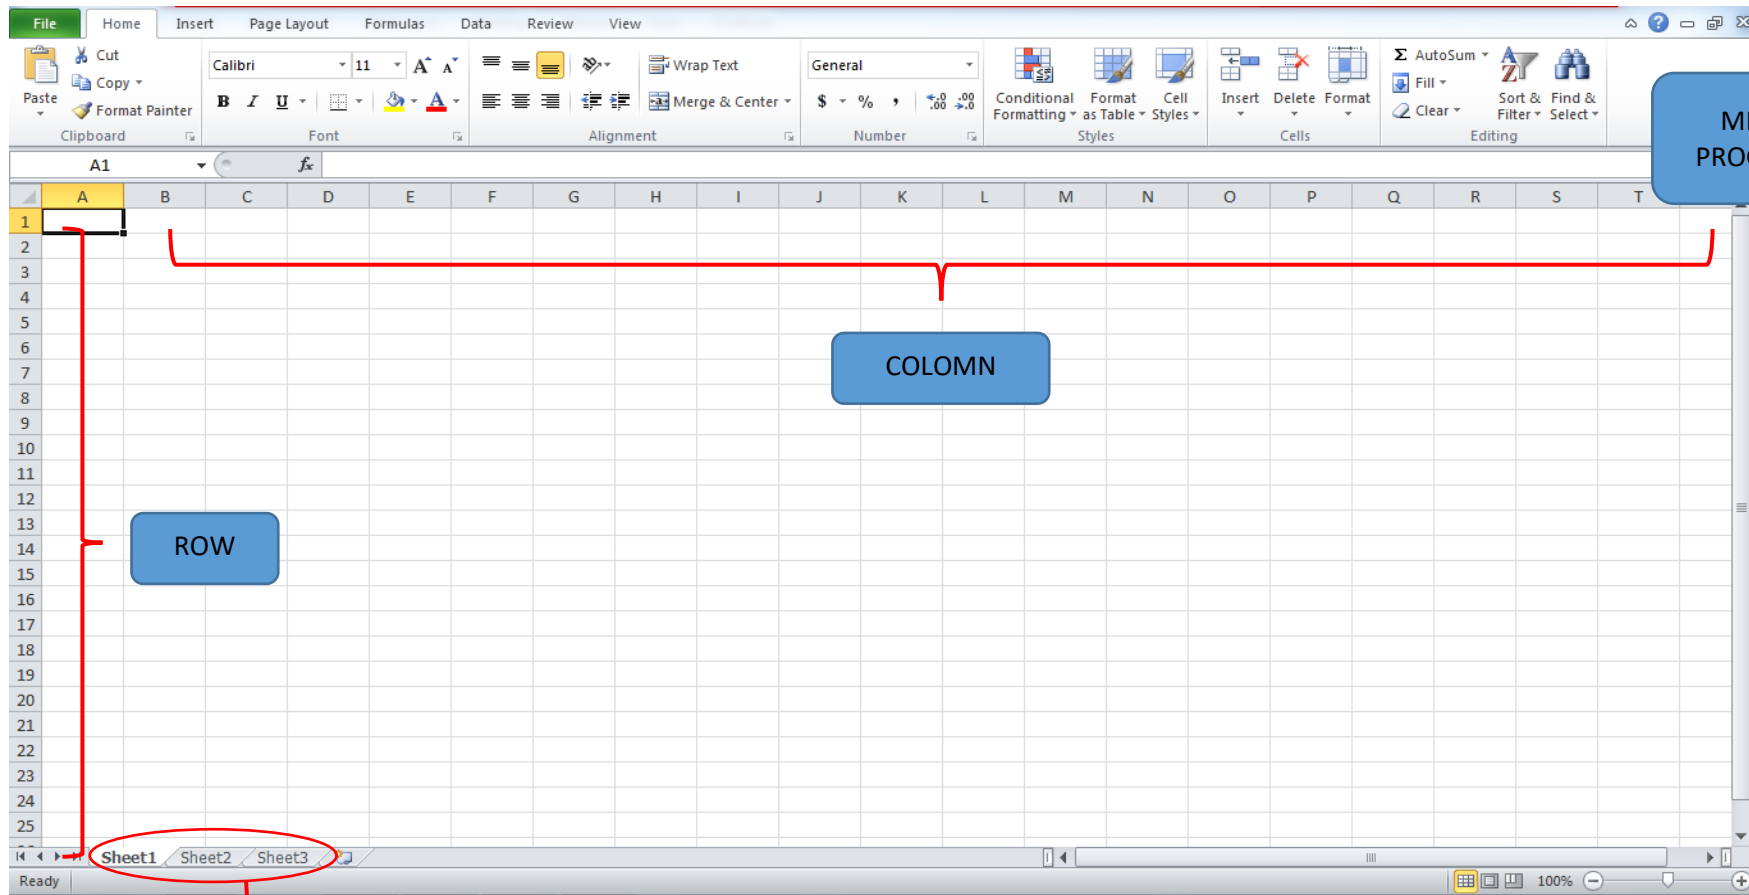 File Home Insert Page Layout Formulas Data Review View
Cut Calibri 11 A A Wrap Text General Σ AutoSum
Copy Fill
Paste Format Painter B I U A Merge & Center $ % , .0 .00 .00 .0 Conditional Formatting Format as Table Cell Styles Insert Delete Format Clear Sort & Filter Find & Select
Clipboard Font Alignment Number Styles Cells Editing
A1 fx
A B C D E F G H I J K L M N O P Q R S T
1
2
3
4
5
6
7
8
9
10
11
12
13
14
15
16
17
18
19
20
21
22
23
24
25
COLOMN
ROW
Sheet1 Sheet2 Sheet3
Ready 100%